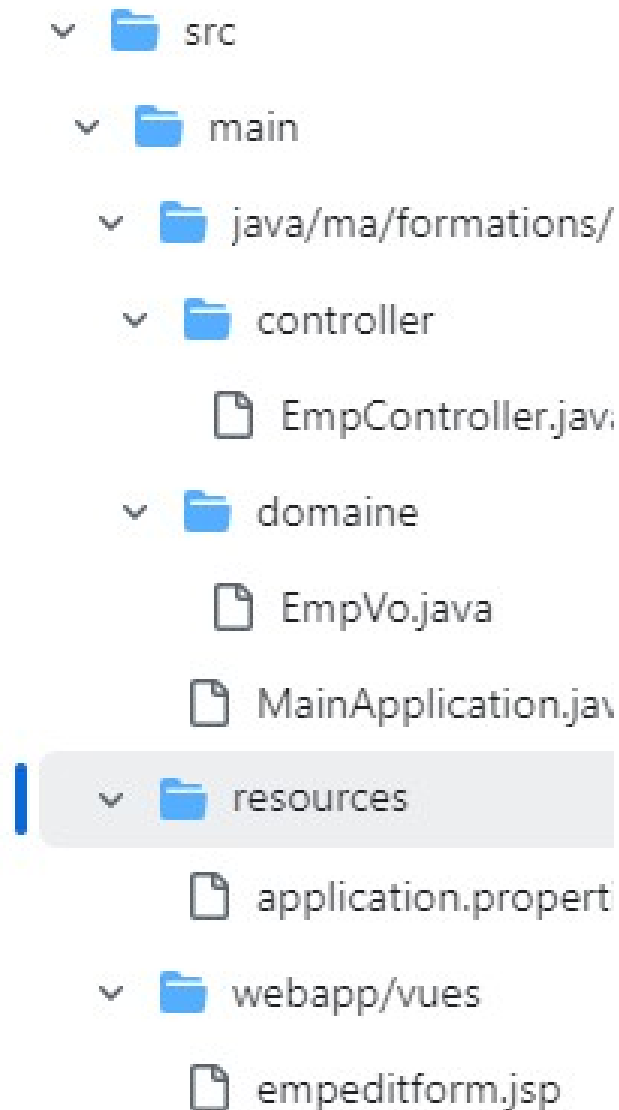 src
main
java/ma/formations/
controller
EmpController.jav
domaine
EmpVo.java
MainApplication.jav
resources
application.propert
webapp/vues
empeditform.jsp